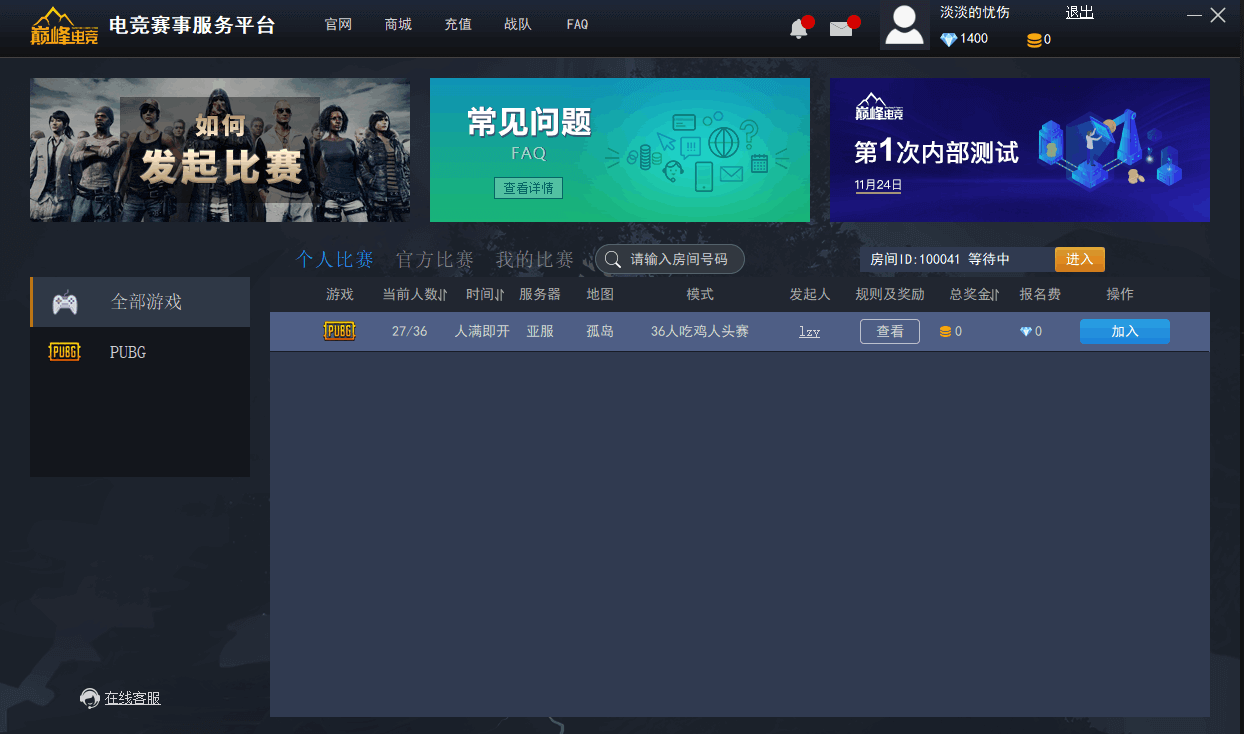 巅峰电竞 电竞赛事服务平台 官网 商城 充值 战队 FAQ 淡淡的忧伤 退出
1400 0
如何
发起比赛
常见问题
FAQ
查看详情
巅峰电竞
第1次内部测试
11月24日
个人比赛 官方比赛 我的比赛 请输入房间号码 房间ID:100041 等待中 进入
全部游戏
PUBG PUBG
游戏 当前人数 时间 服务器 地图 模式 发起人 规则及奖励 总奖金 报名费 操作
PUBG 27/36 人满即开 亚服 孤岛 36人吃鸡人头赛 lzy 查看 0 0 加入
在线客服